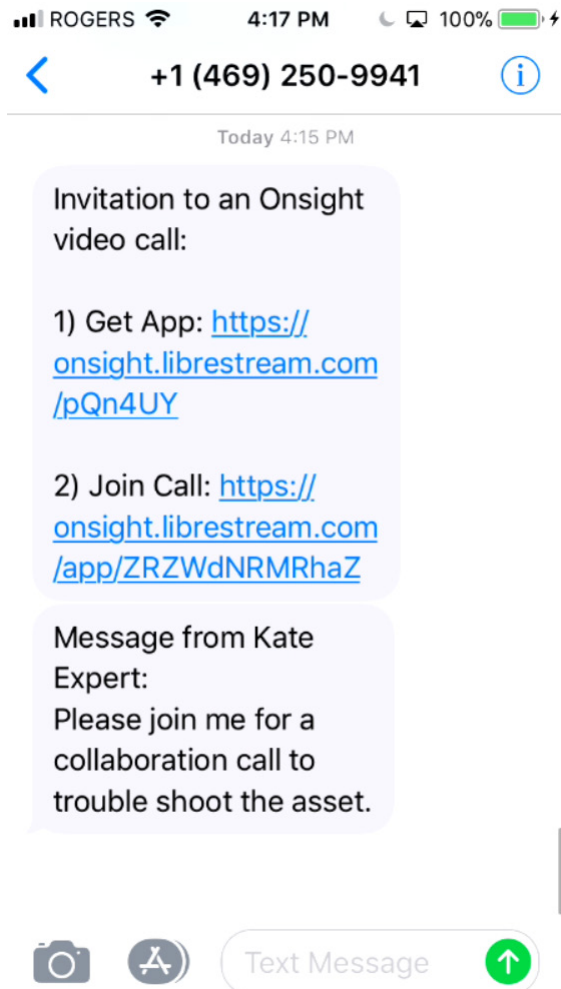 ROGERS 4:17 PM 100%
+1 (469) 250-9941
Today 4:15 PM
Invitation to an Onsight
video call:
1) Get App: https://
onsight.librestream.com
/pQn4UY
2) Join Call: https://
onsight.librestream.com
/app/ZRZWdNRMRhaZ
Message from Kate
Expert:
Please join me for a
collaboration call to
trouble shoot the asset.
Text Message